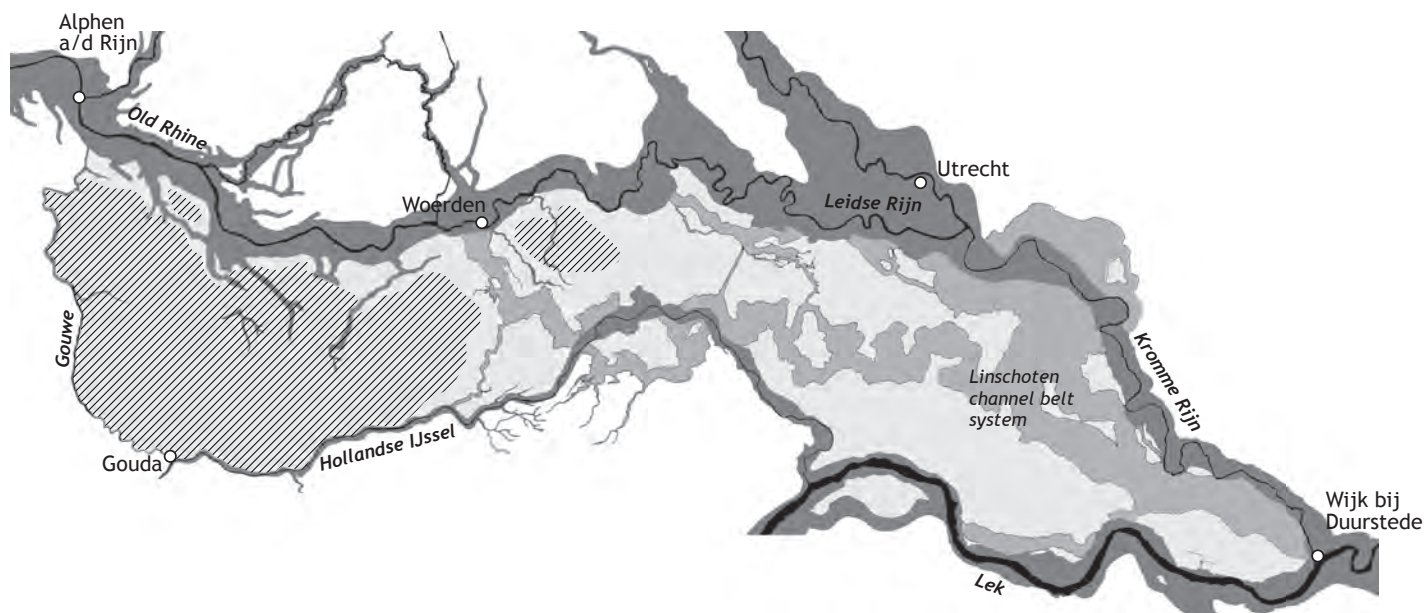 Alphen
a/d Rijn
Old Rhine
Utrecht
Woerden
Leidse Rijn
Gouwe
Kromme Rijn
Linschoten
channel belt
system
Hollandse IJssel
Gouda
Wijk bij
Duurstede
Lek